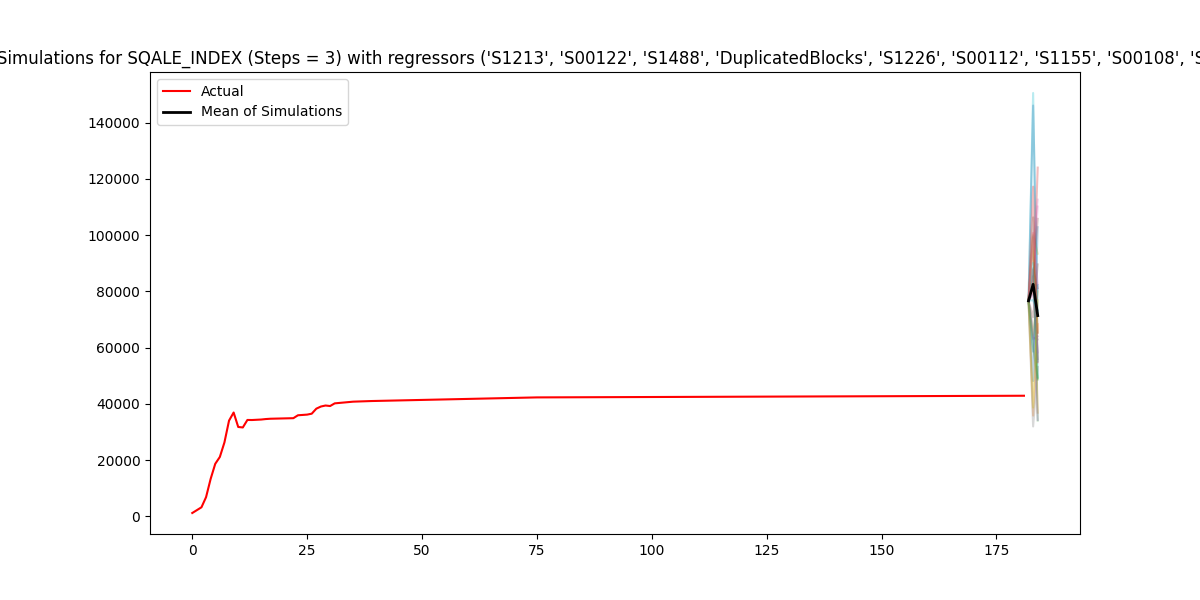 Simulations for SQALE_INDEX (Steps = 3) with regressors ('S1213', 'S00122', 'S1488', 'DuplicatedBlocks', 'S1226', 'S00112', 'S1155', 'S00108', 'S
Actual
Mean of Simulations
140000
120000
100000
80000
60000
40000
20000
0
0 25 50 75 100 125 150 175